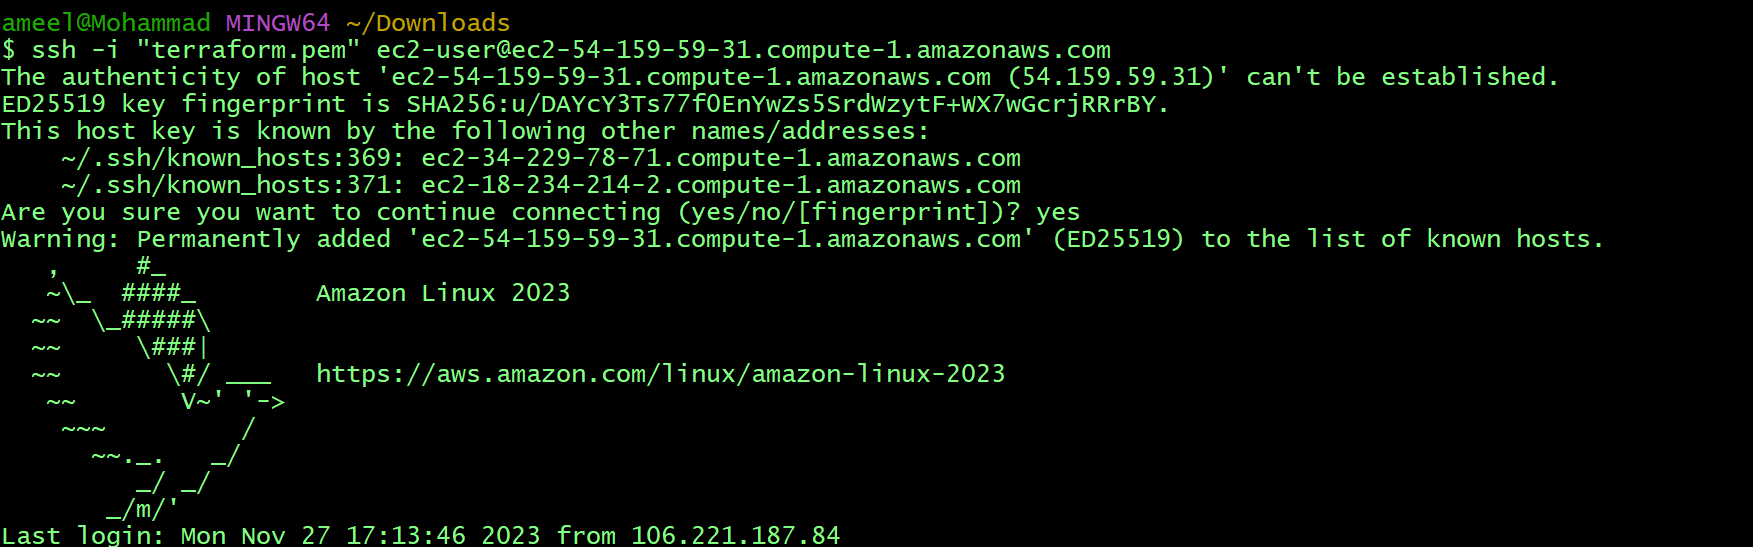 ameel@Mohammad MINGW64 ~/Downloads
$ ssh -i "terraform.pem" ec2-user@ec2-54-159-59-31.compute-1.amazonaws.com
The authenticity of host 'ec2-54-159-59-31.compute-1.amazonaws.com (54.159.59.31)' can't be established.
ED25519 key fingerprint is SHA256:u/DAYcY3Ts77f0EnYwZs5SrdWzytF+WX7wGcrjRRrBY.
This host key is known by the following other names/addresses:
    ~/.ssh/known_hosts:369: ec2-34-229-78-71.compute-1.amazonaws.com
    ~/.ssh/known_hosts:371: ec2-18-234-214-2.compute-1.amazonaws.com
Are you sure you want to continue connecting (yes/no/[fingerprint])? yes
Warning: Permanently added 'ec2-54-159-59-31.compute-1.amazonaws.com' (ED25519) to the list of known hosts.
   ,     #_
   ~\_  ####_        Amazon Linux 2023
  ~~  \_#####\
  ~~     \###|
  ~~       \#/ ___   https://aws.amazon.com/linux/amazon-linux-2023
   ~~       V~' '->
    ~~~         /
      ~~._.   _/
         _/ _/
       _/m/'
Last login: Mon Nov 27 17:13:46 2023 from 106.221.187.84